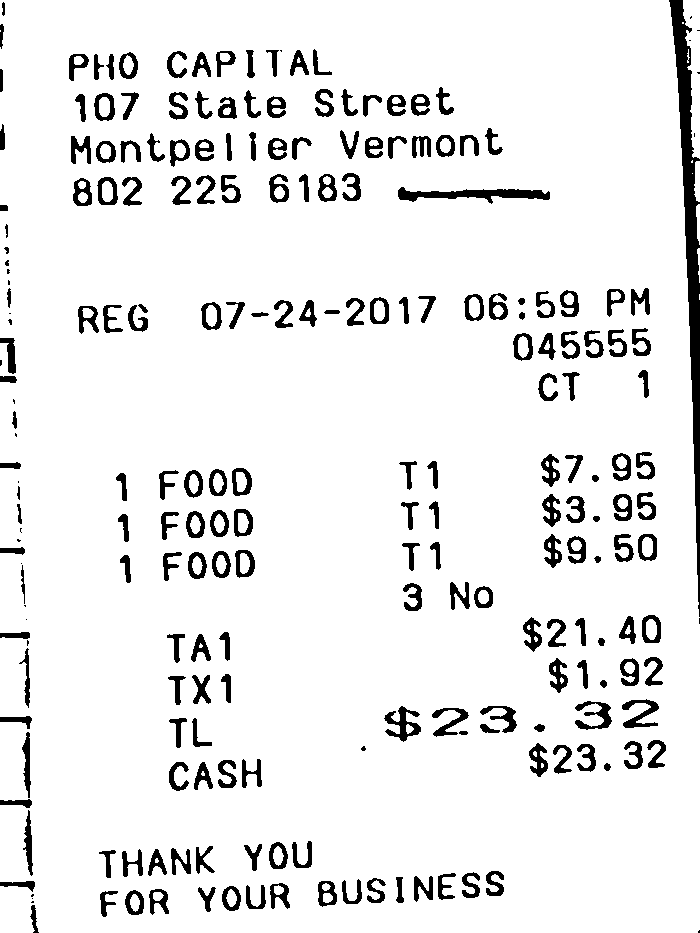 PHO CAPITAL
107 State Street
Montpelier Vermont
802 225 6183
REG 07-24-2017 06:59 PM
045555
CT 1
1 FOOD T1 $7.95
1 FOOD T1 $3.95
1 FOOD T1 $9.50
3 No
TA1 $21.40
TX1 $1.92
TL $23.32
CASH $23.32
THANK YOU
FOR YOUR BUSINESS